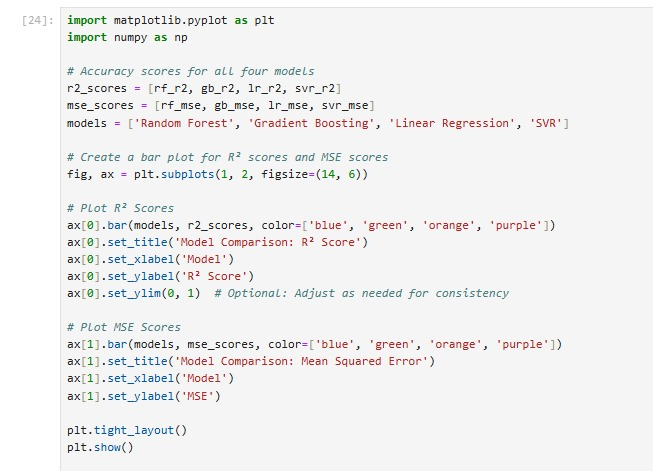 [24]:
import matplotlib.pyplot as plt
import numpy as np
# Accuracy scores for all four models
r2_scores = [rf_r2, gb_r2, lr_r2, svr_r2]
mse_scores = [rf_mse, gb_mse, lr_mse, svr_mse]
models = ['Random Forest', 'Gradient Boosting', 'Linear Regression', 'SVR']
# Create a bar plot for R² scores and MSE scores
fig, ax = plt.subplots(1, 2, figsize=(14, 6))
# Plot R² Scores
ax[0].bar(models, r2_scores, color=['blue', 'green', 'orange', 'purple'])
ax[0].set_title('Model Comparison: R² Score')
ax[0].set_xlabel('Model')
ax[0].set_ylabel('R² Score')
ax[0].set_ylim(0, 1)  # Optional: Adjust as needed for consistency
# Plot MSE Scores
ax[1].bar(models, mse_scores, color=['blue', 'green', 'orange', 'purple'])
ax[1].set_title('Model Comparison: Mean Squared Error')
ax[1].set_xlabel('Model')
ax[1].set_ylabel('MSE')
plt.tight_layout()
plt.show()